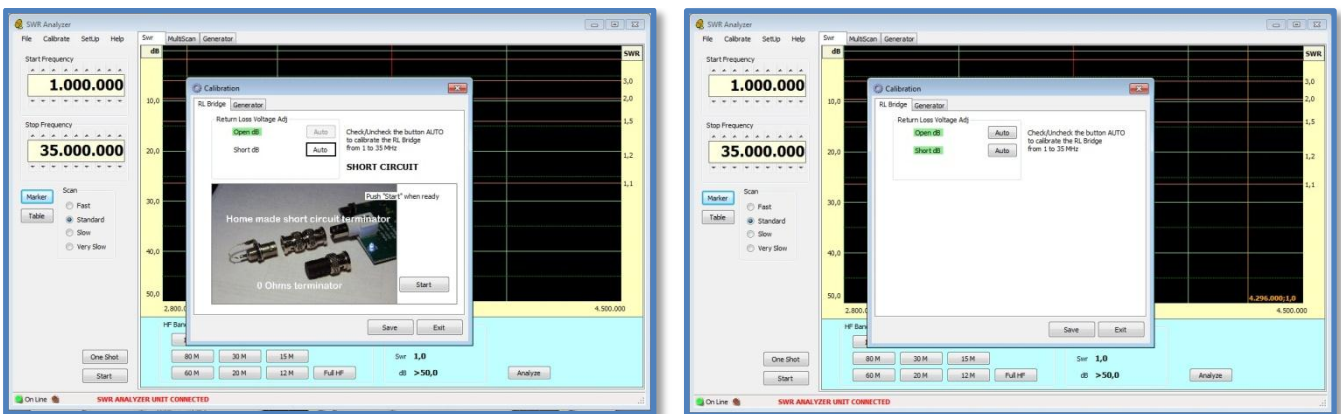 SWR Analyzer
File Calibrate SetUp Help
Swr MultiScan Generator
Start Frequency
1.000.000
Stop Frequency
35.000.000
Marker
Table
Scan
Fast
Standard
Slow
Very Slow
dB
SWR
10,0
20,0
30,0
40,0
50,0
3,0
2,0
1,5
1,2
1,1
Calibration
RL Bridge Generator
Return Loss Voltage Adj
Open dB Auto
Short dB Auto
Check/Uncheck the button AUTO
to calibrate the RL Bridge
from 1 to 35 MHz
SHORT CIRCUIT
Push "Start" when ready
Home made short circuit terminator
0 Ohms terminator
Start
Save Exit
4.500.000
80 M 30 M 15 M
60 M 20 M 12 M Full HF
Swr 1,0
dB >50,0
Analyze
One Shot
Start
On Line SWR ANALYZER UNIT CONNECTED
SWR Analyzer
File Calibrate SetUp Help
Swr MultiScan Generator
Start Frequency
1.000.000
Stop Frequency
35.000.000
Marker
Table
Scan
Fast
Standard
Slow
Very Slow
dB
SWR
10,0
20,0
30,0
40,0
50,0
3,0
2,0
1,5
1,2
1,1
Calibration
RL Bridge Generator
Return Loss Voltage Adj
Open dB Auto
Short dB Auto
Check/Uncheck the button AUTO
to calibrate the RL Bridge
from 1 to 35 MHz
Save Exit
4.296.000;1,0
4.500.000
80 M 30 M 15 M
60 M 20 M 12 M Full HF
Swr 1,0
dB >50,0
Analyze
One Shot
Start
On Line SWR ANALYZER UNIT CONNECTED